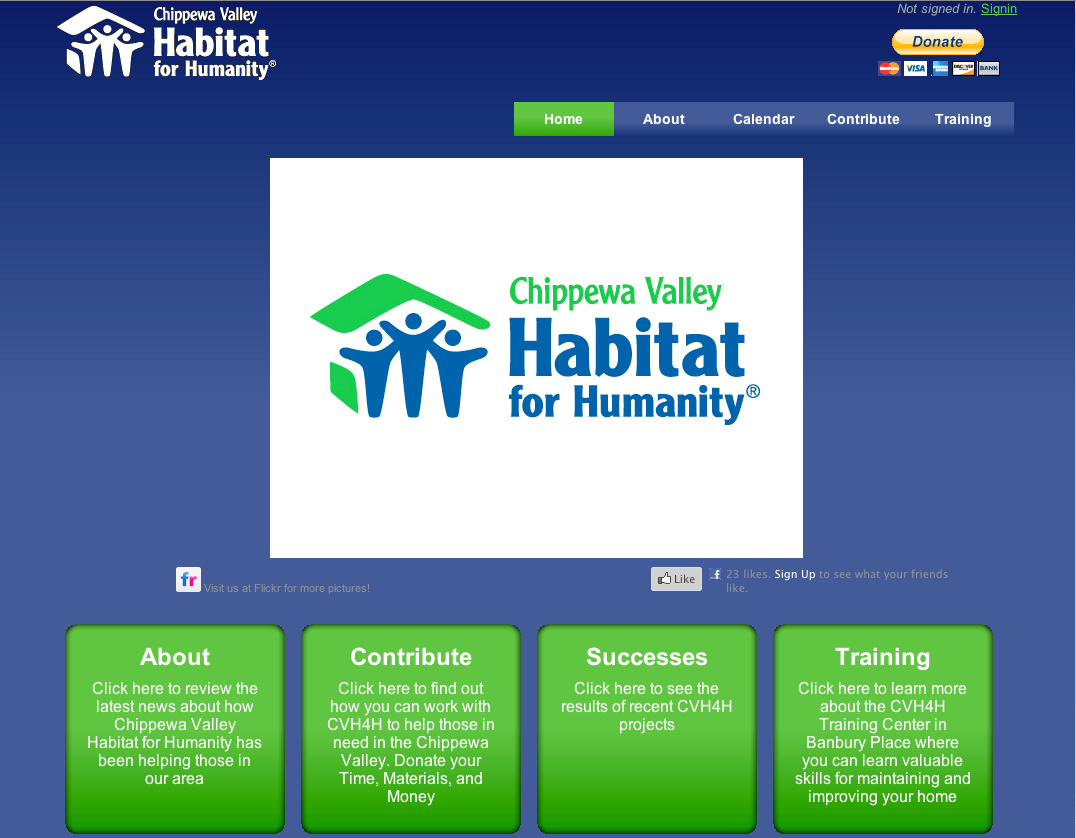 Chippewa Valley
Habitat
for Humanity®
Not signed in. Signin
Donate
MasterCard VISA DISCOVER BANK
Home About Calendar Contribute Training
Chippewa Valley
Habitat
for Humanity®
fr Visit us at Flickr for more pictures!
Like f 23 likes. Sign Up to see what your friends
like.
About
Click here to review the
latest news about how
Chippewa Valley
Habitat for Humanity has
been helping those in
our area
Contribute
Click here to find out
how you can work with
CVH4H to help those in
need in the Chippewa
Valley. Donate your
Time, Materials, and
Money
Successes
Click here to see the
results of recent CVH4H
projects
Training
Click here to learn more
about the CVH4H
Training Center in
Banbury Place where
you can learn valuable
skills for maintaining and
improving your home